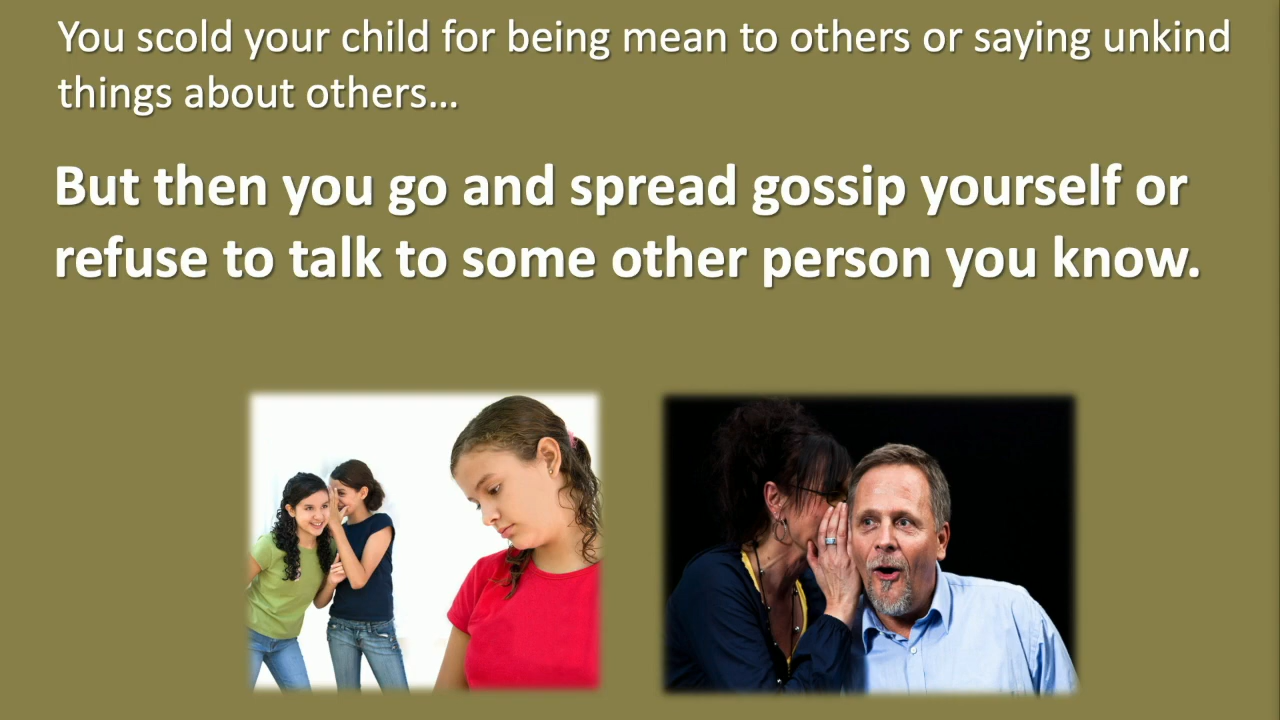 You scold your child for being mean to others or saying unkind
things about others...
But then you go and spread gossip yourself or
refuse to talk to some other person you know.